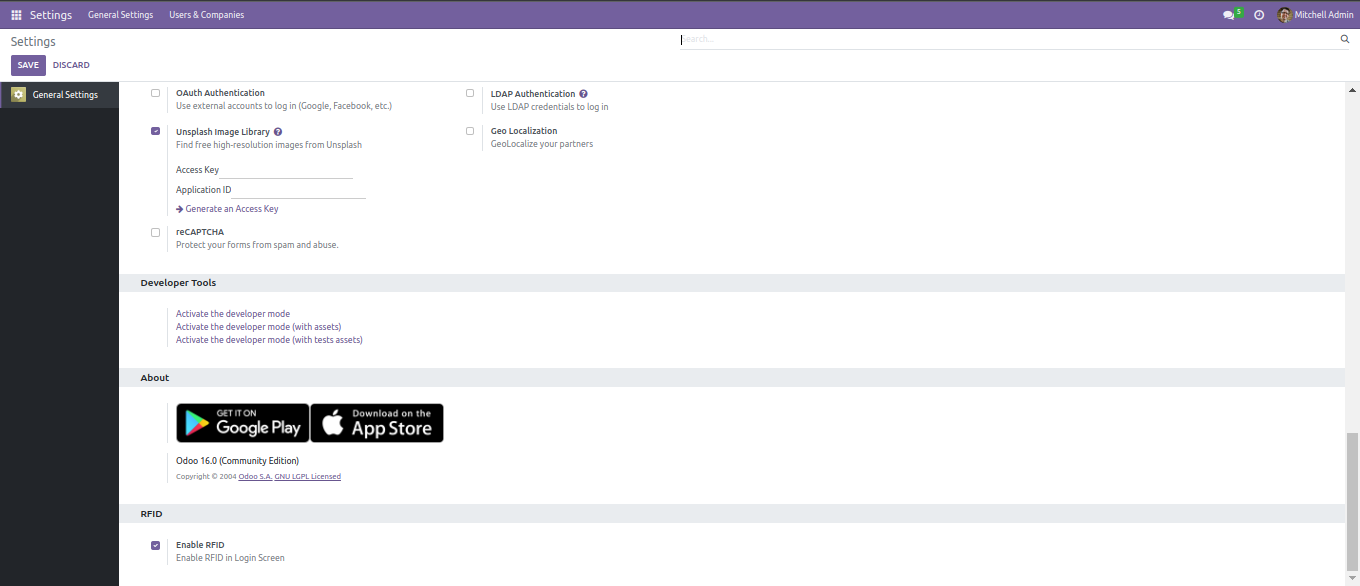 Settings General Settings Users & Companies 5 Mitchell Admin
Settings
Search...
SAVE DISCARD
General Settings
OAuth Authentication
Use external accounts to log in (Google, Facebook, etc.)
LDAP Authentication ?
Use LDAP credentials to log in
Unsplash Image Library ?
Find free high-resolution images from Unsplash
Geo Localization
GeoLocalize your partners
Access Key
Application ID
Generate an Access Key
reCAPTCHA
Protect your forms from spam and abuse.
Developer Tools
Activate the developer mode
Activate the developer mode (with assets)
Activate the developer mode (with tests assets)
About
GET IT ON
Google Play
Download on the
App Store
Odoo 16.0 (Community Edition)
Copyright © 2004 Odoo S.A. GNU LGPL Licensed
RFID
Enable RFID
Enable RFID in Login Screen